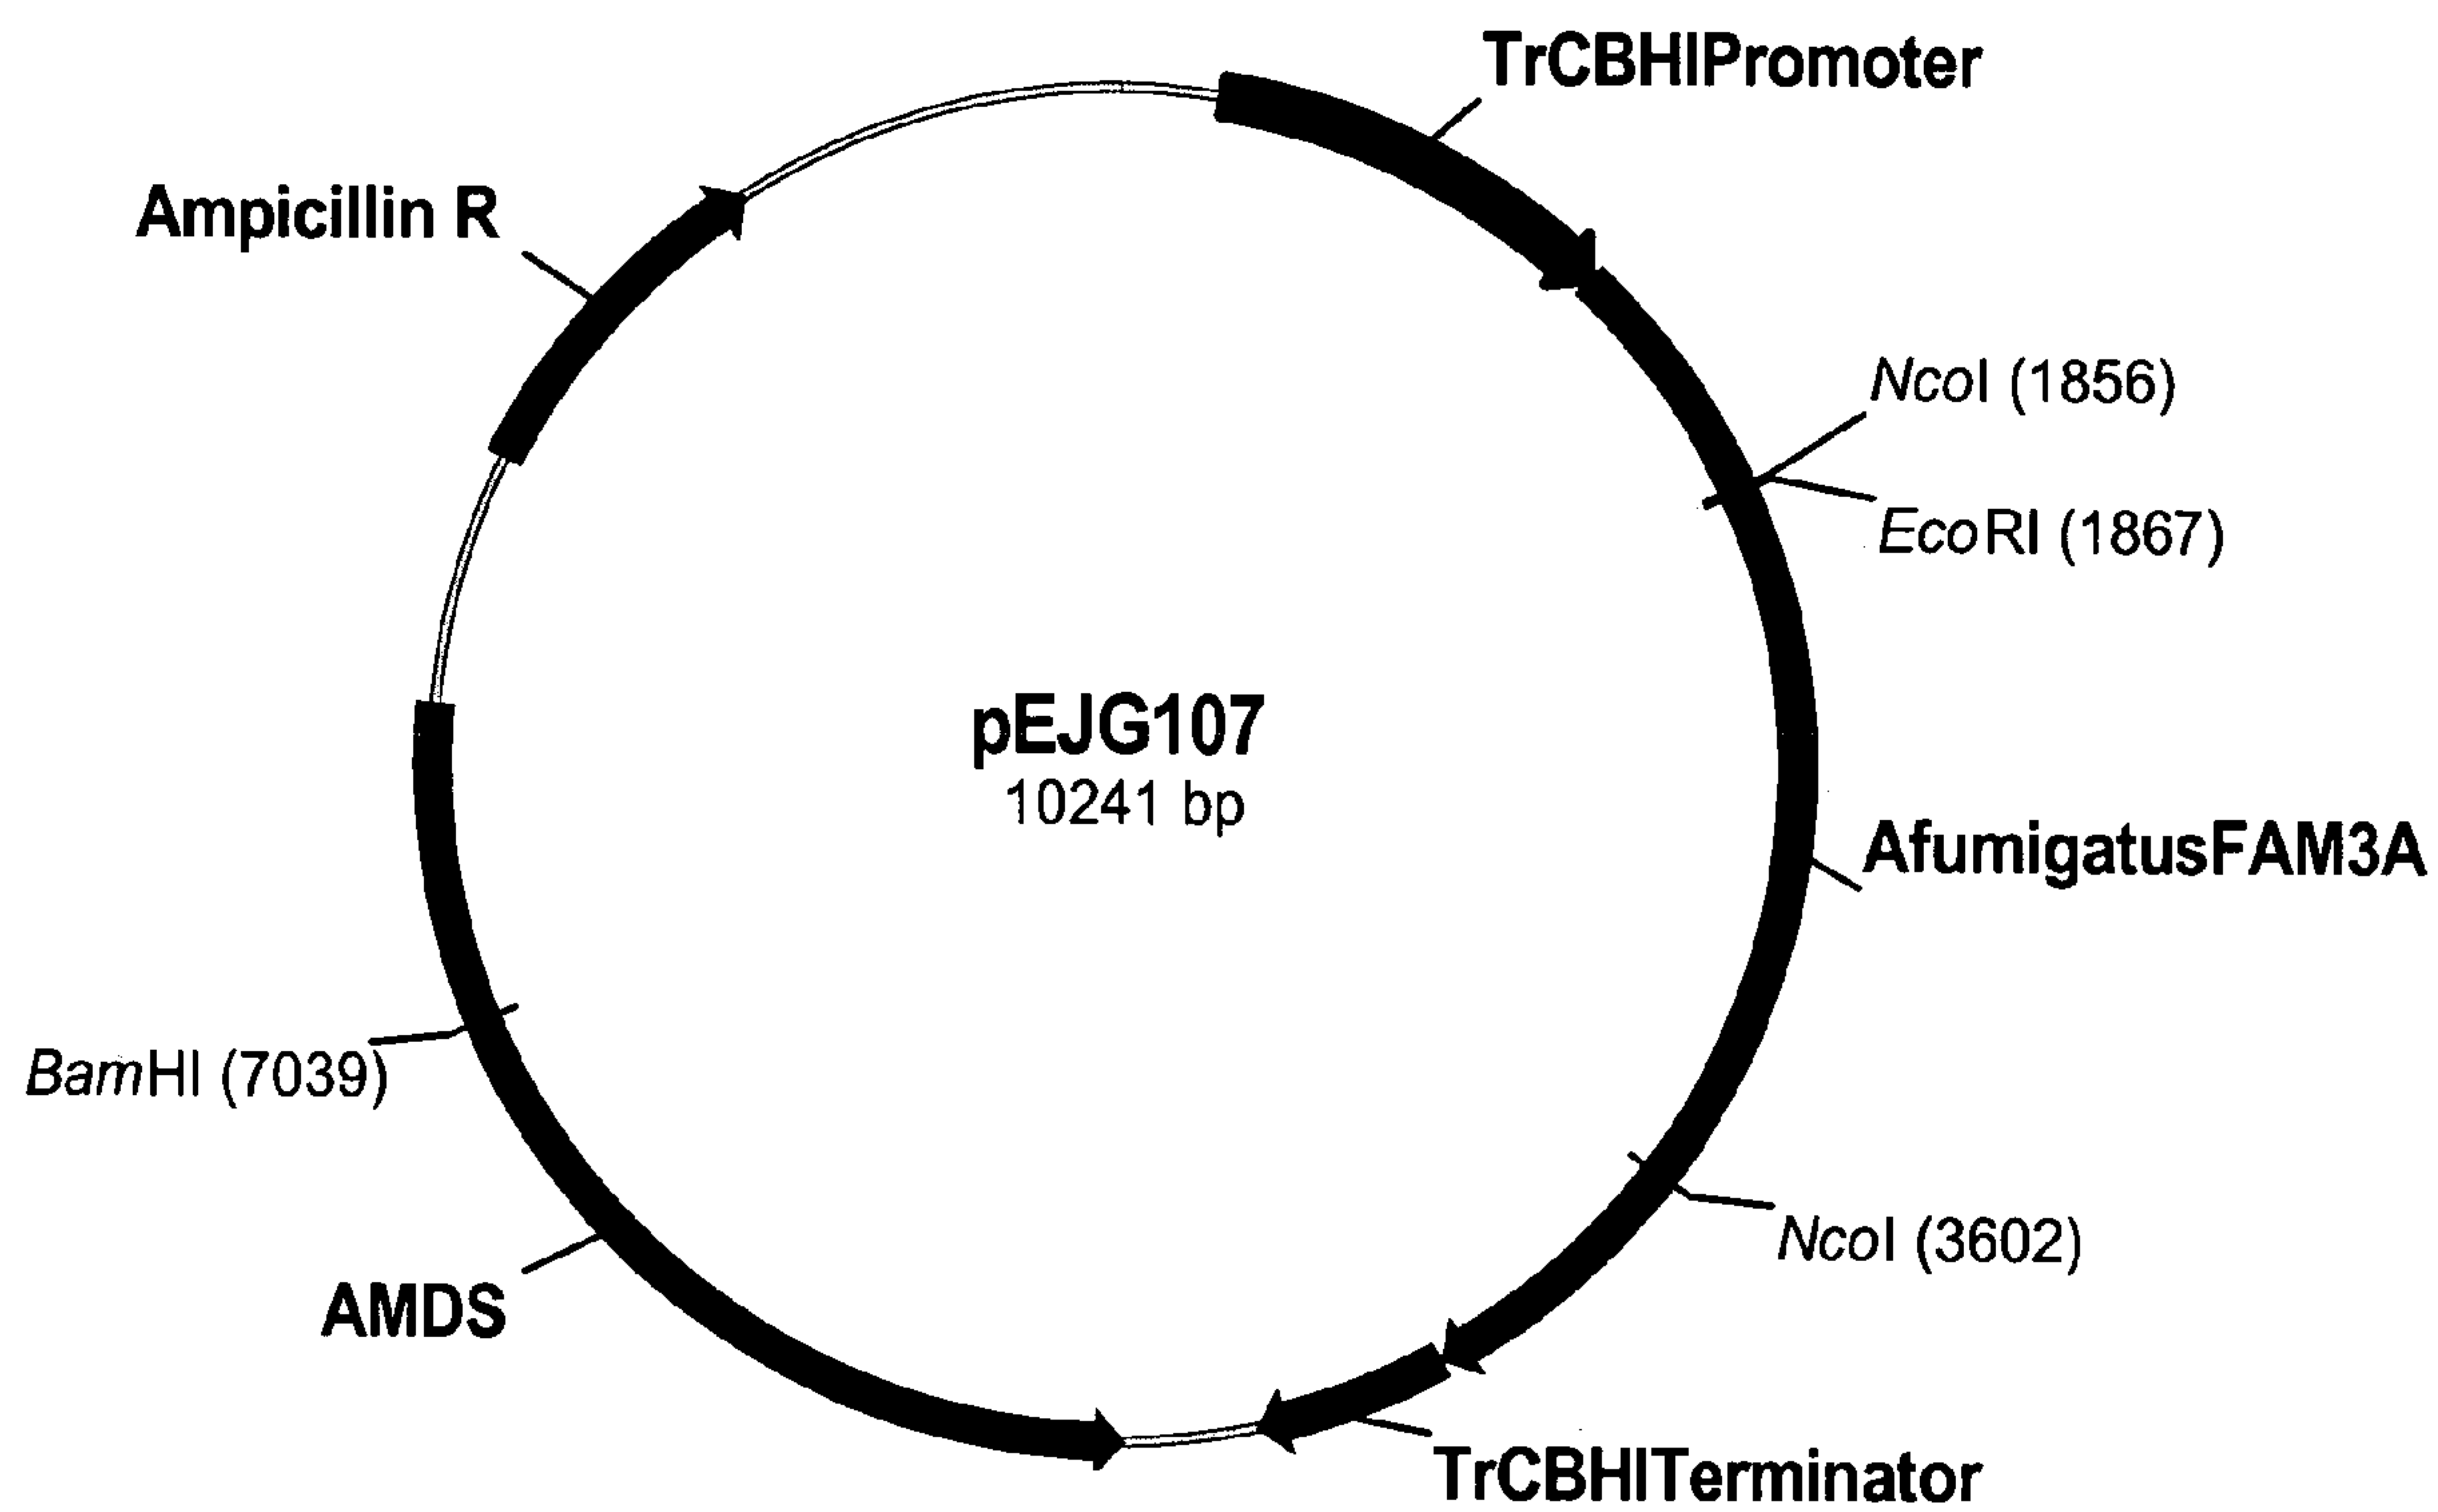 TrCBHIPromoter
Ampicillin R
NcoI (1856)
EcoRI (1867)
pEJG107
10241 bp
AfumigatusFAM3A
BamHI (7039)
NcoI (3602)
AMDS
TrCBHITerminator